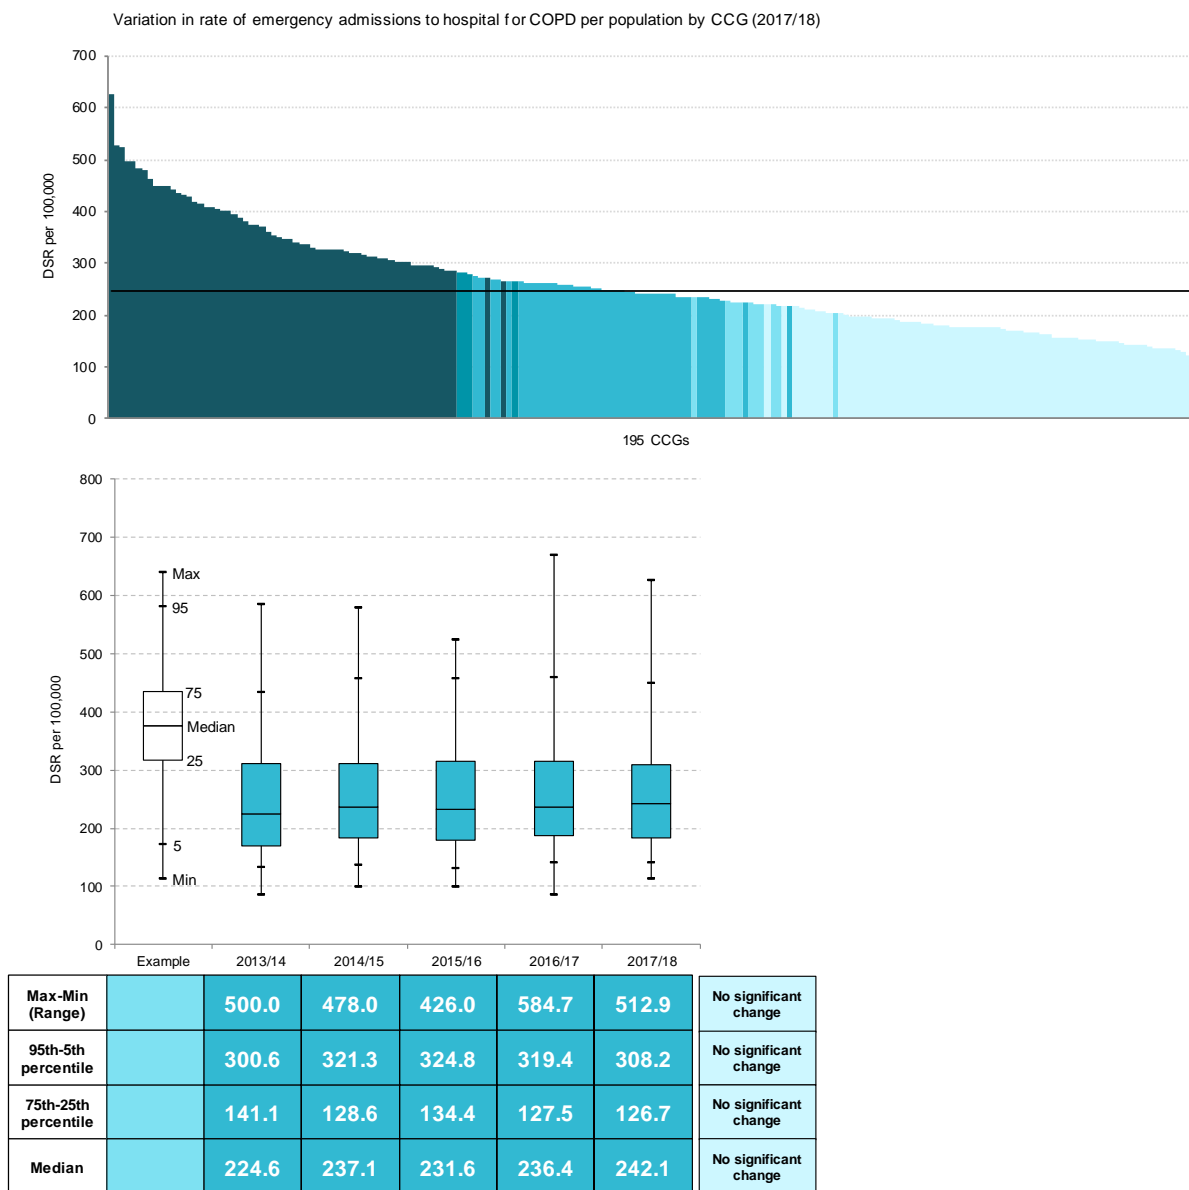 Variation in rate of emergency admissions to hospital for COPD per population by CCG (2017/18)
700
600
500
400
300
200
100
0
DSR per 100,000
195 CCGs
800
700
600
500
400
300
200
100
0
DSR per 100,000
Max
95
75
Median
25
5
Min
Example 2013/14 2014/15 2015/16 2016/17 2017/18
Max-Min
(Range)
500.0 478.0 426.0 584.7 512.9
No significant
change
95th-5th
percentile
300.6 321.3 324.8 319.4 308.2
No significant
change
75th-25th
percentile
141.1 128.6 134.4 127.5 126.7
No significant
change
Median
224.6 237.1 231.6 236.4 242.1
No significant
change